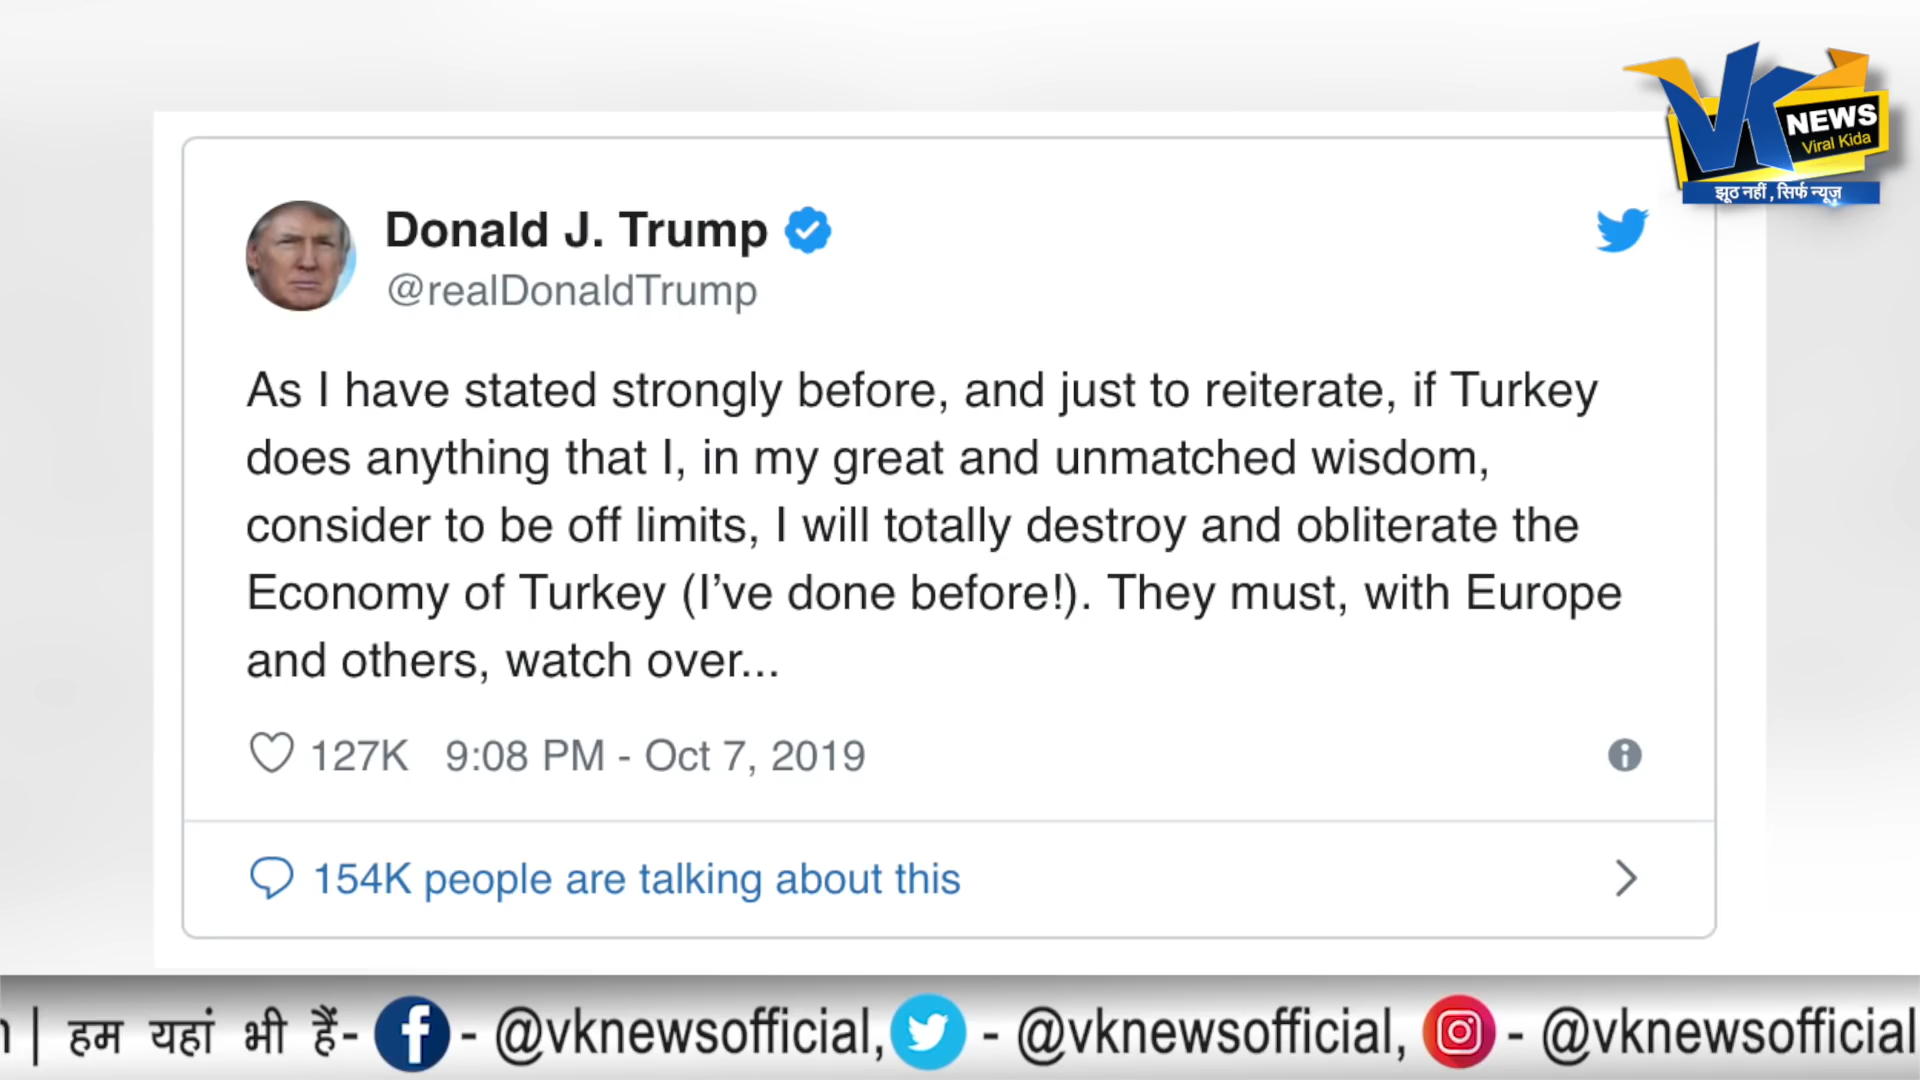 VK NEWS
Viral Kida
झूठ नहीं, सिर्फ न्यूज़
Donald J. Trump
@realDonaldTrump
As I have stated strongly before, and just to reiterate, if Turkey
does anything that I, in my great and unmatched wisdom,
consider to be off limits, I will totally destroy and obliterate the
Economy of Turkey (I’ve done before!). They must, with Europe
and others, watch over...
127K 9:08 PM - Oct 7, 2019
154K people are talking about this
| हम यहां भी हैं- f - @vknewsofficial, - @vknewsofficial, - @vknewsofficial